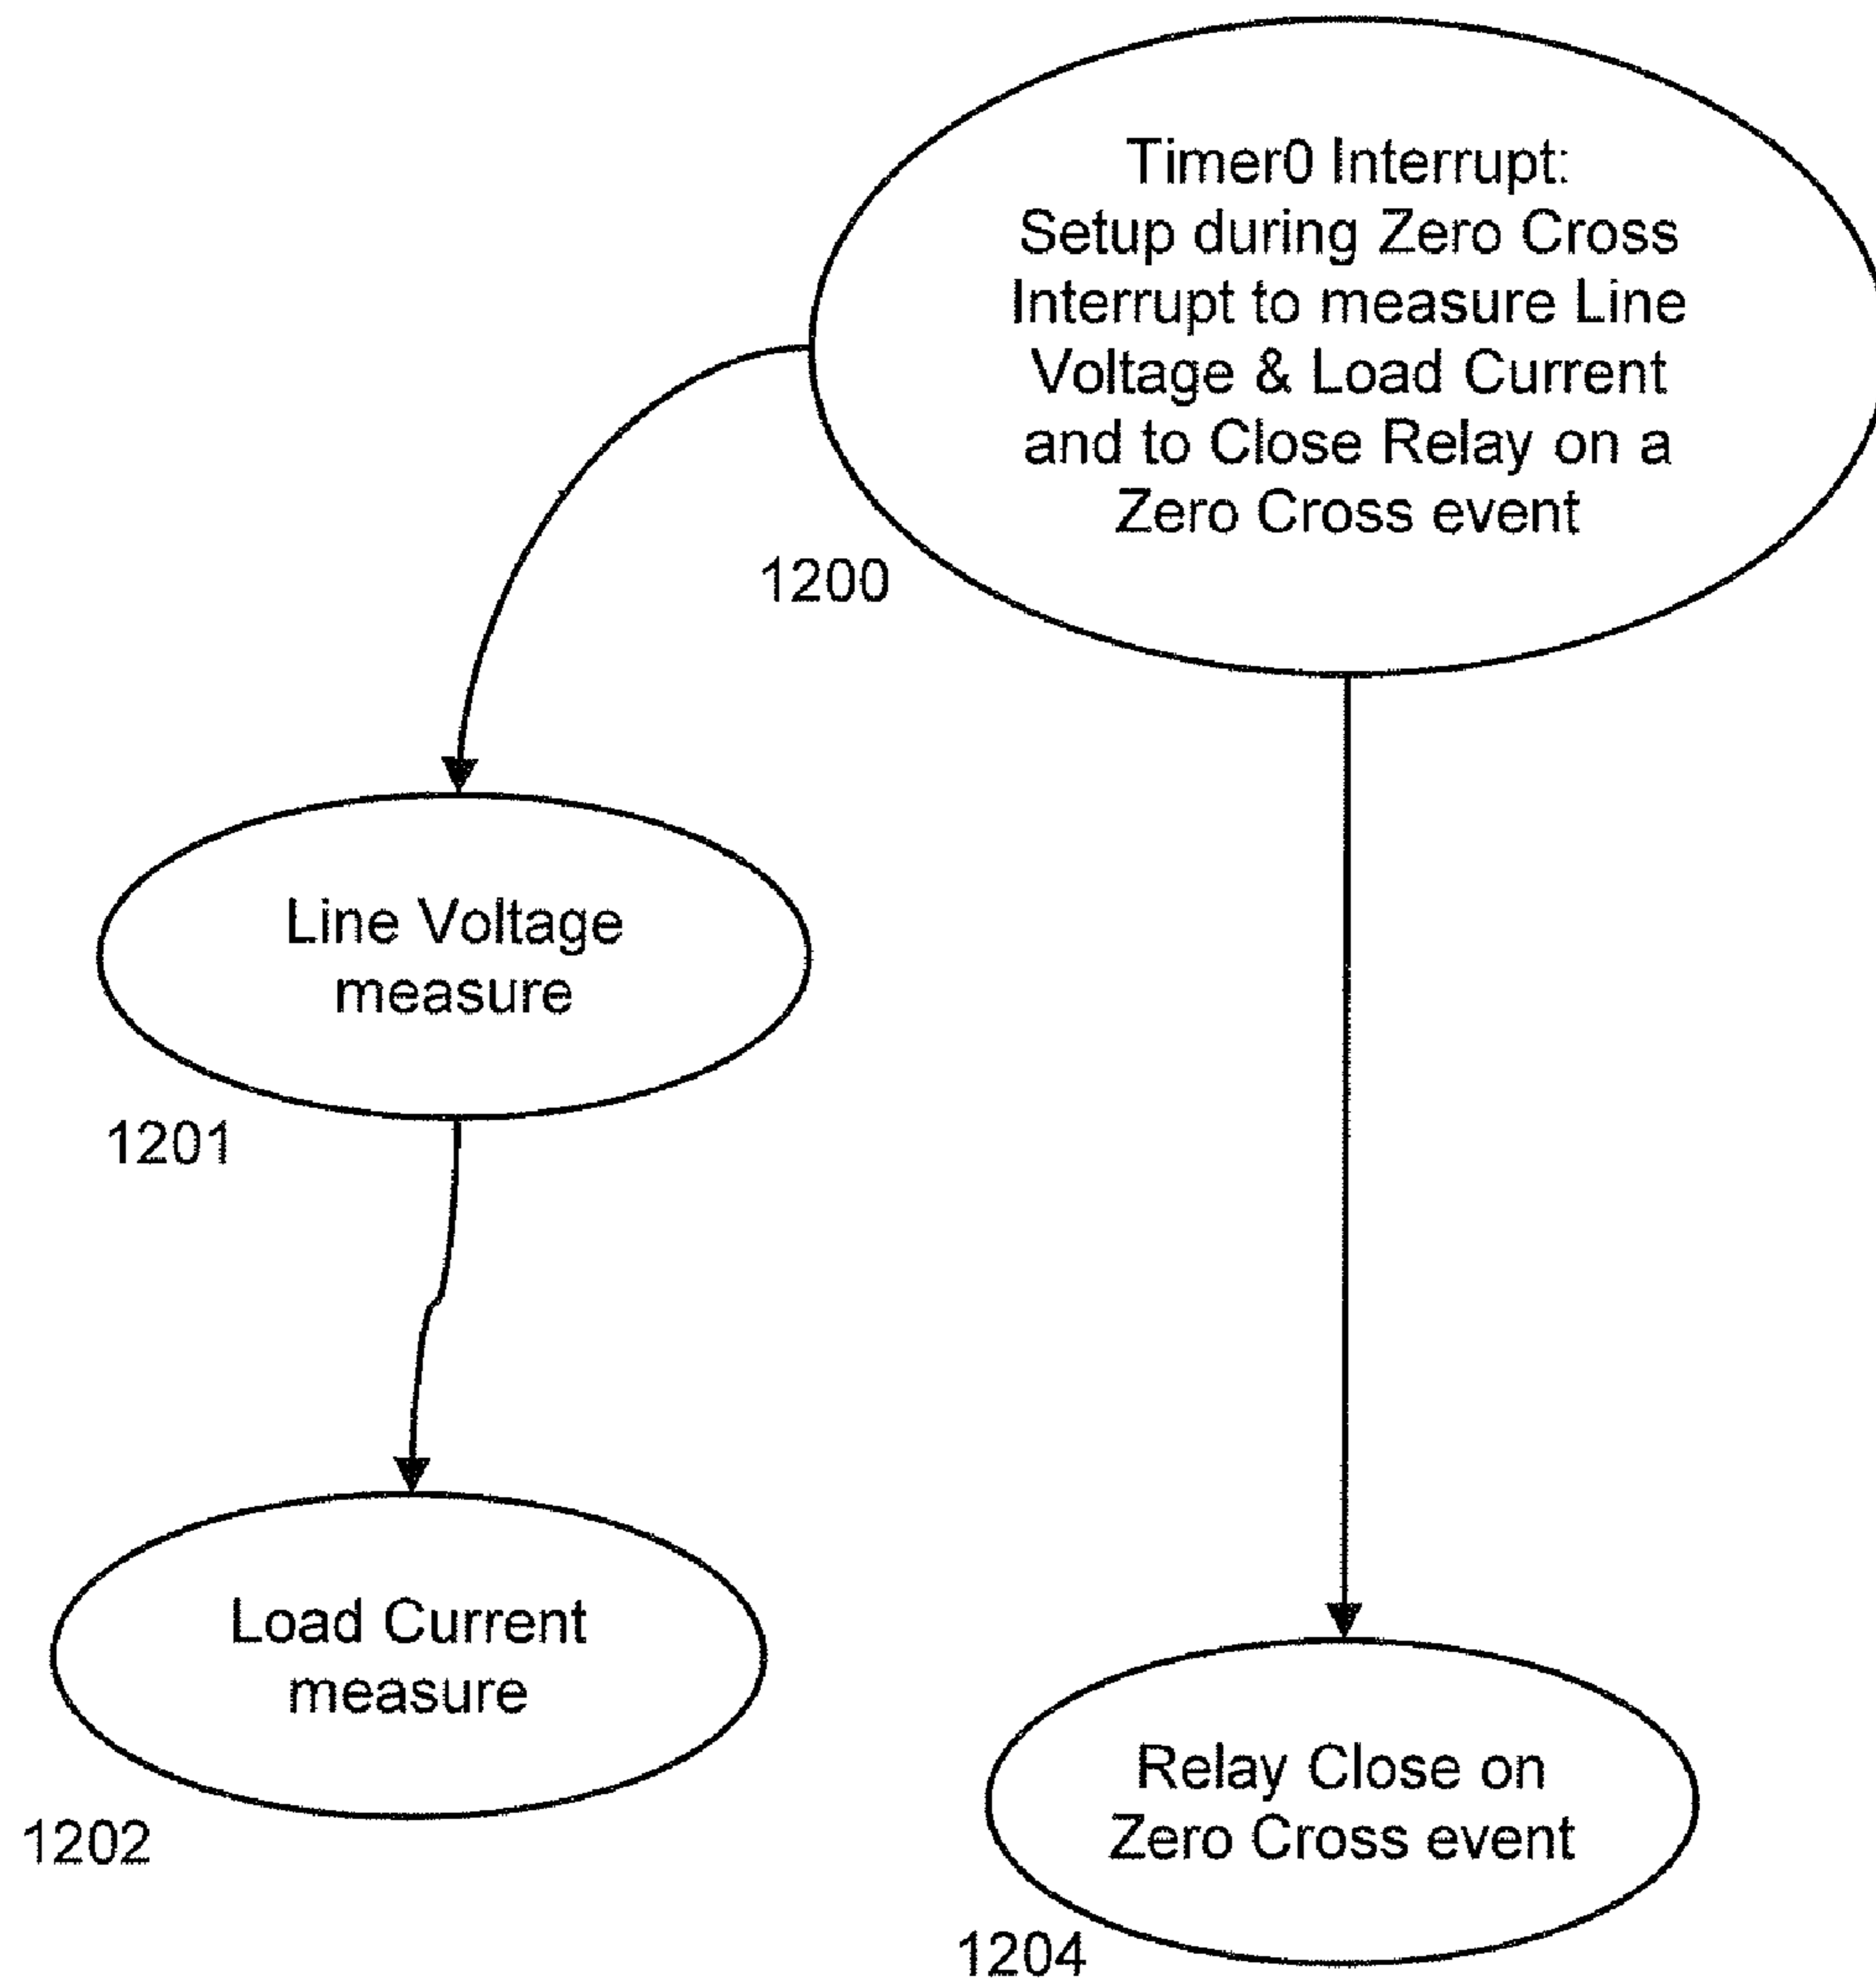 Timer0 Interrupt:
Setup during Zero Cross
Interrupt to measure Line
Voltage & Load Current
and to Close Relay on a
Zero Cross event
1200
Line Voltage
measure
1201
Load Current
measure
1202
Relay Close on
Zero Cross event
1204